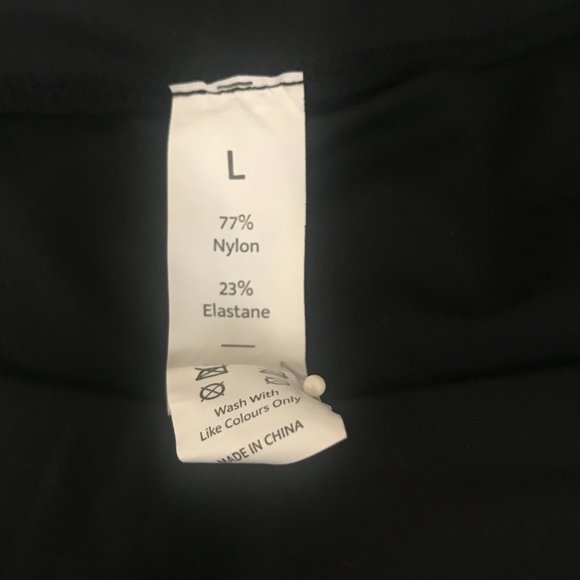 L
77%
Nylon
23%
Elastane
Wash With
Like Colours Only
MADE IN CHINA